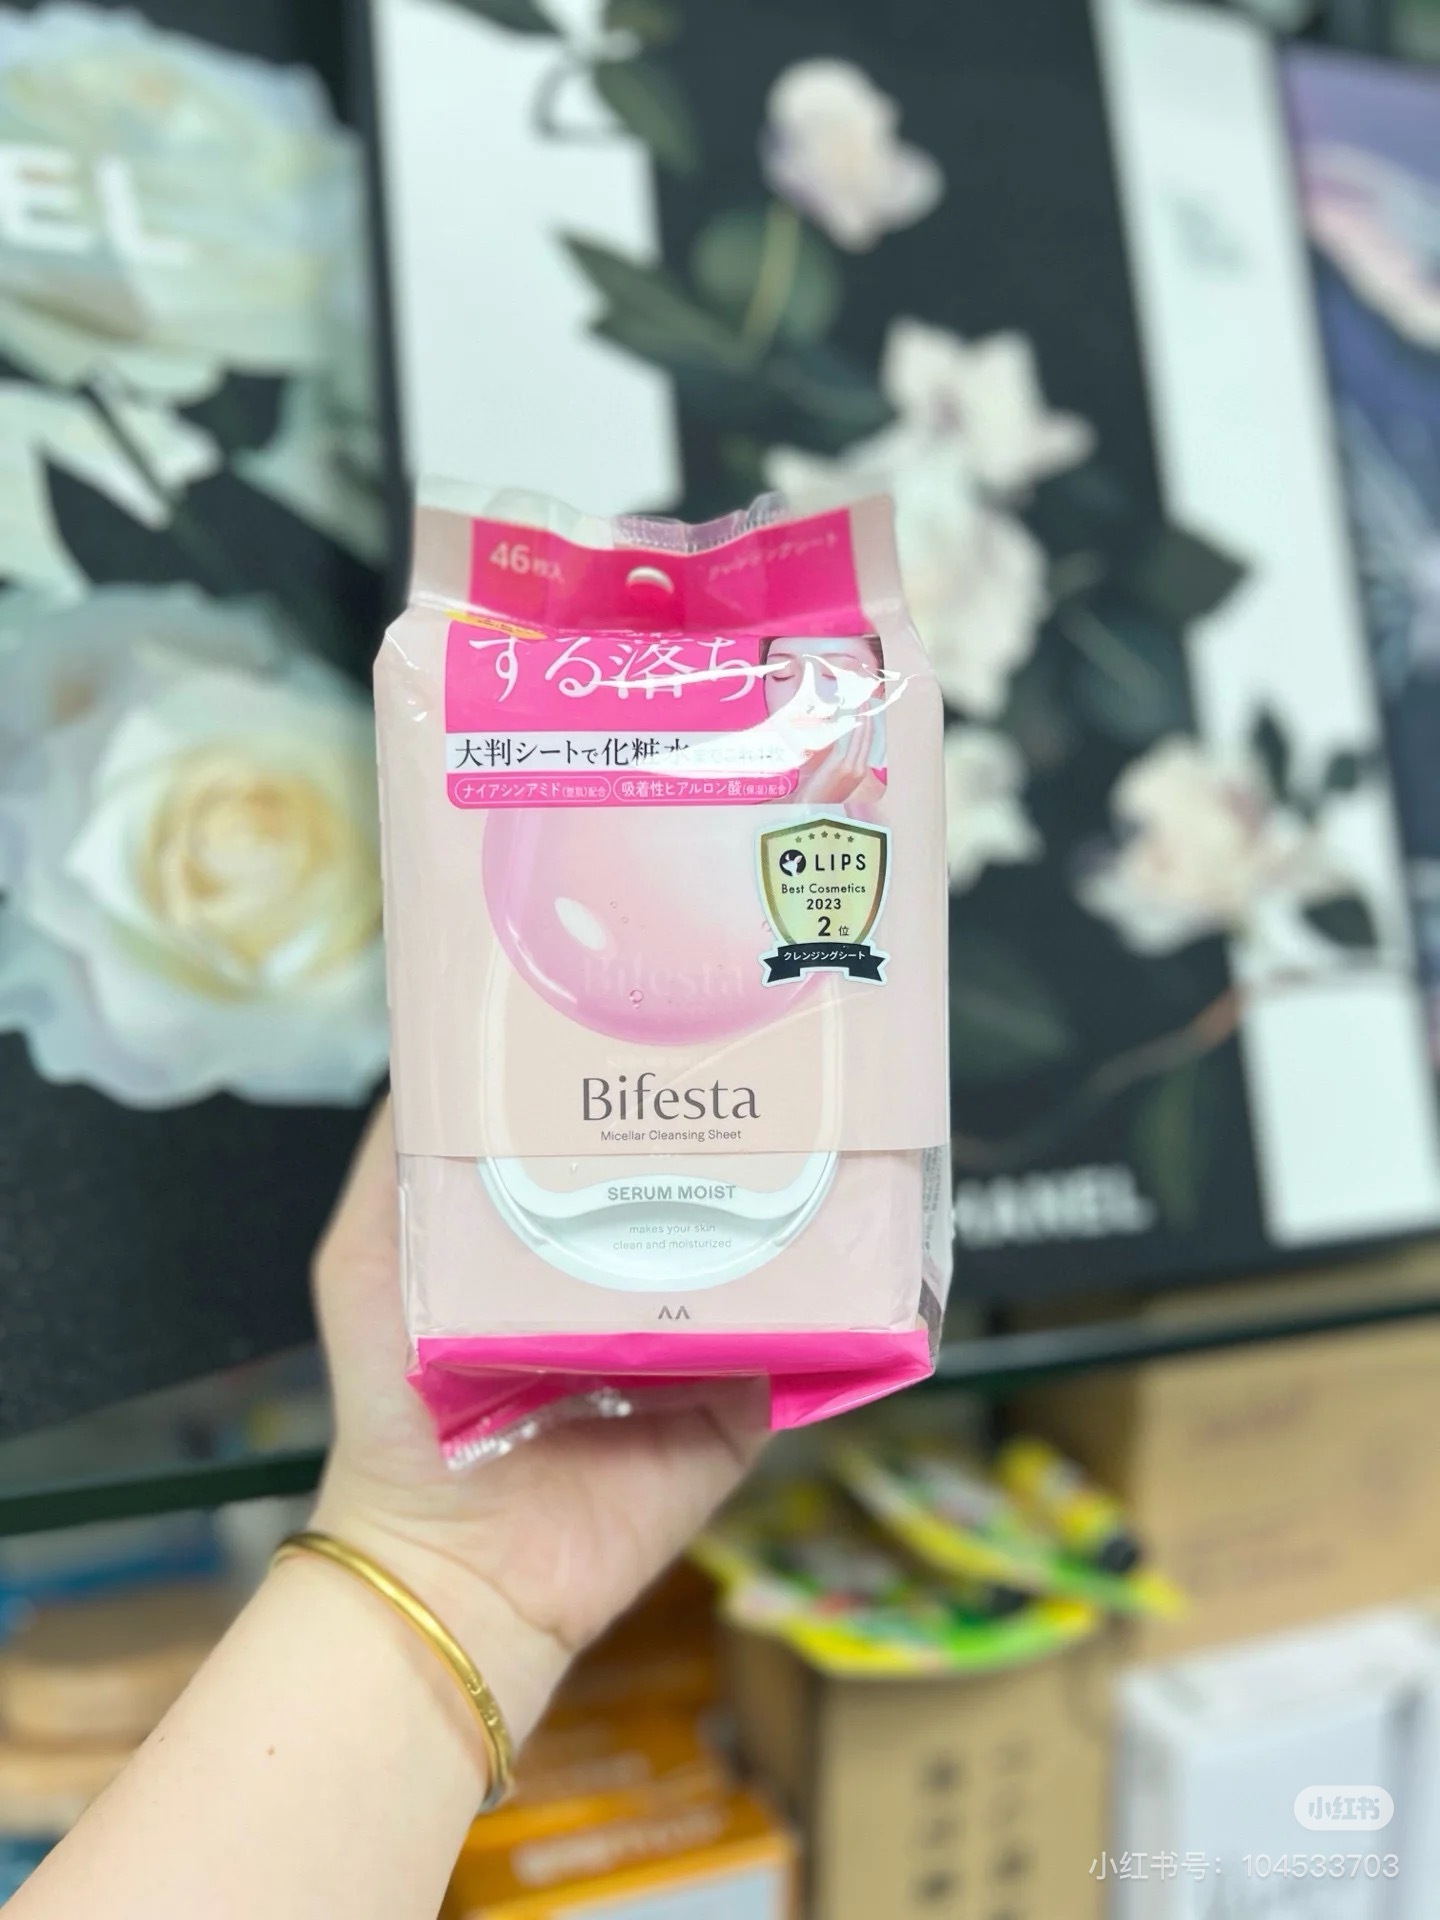 EL
46枚入
クレンジングシート
する落ち
大判シートで化粧水までこれ1枚
ナイアシンアミド(整肌)配合 吸着性ヒアルロン酸(保湿)配合
LIPS
Best Cosmetics
2023
2位
クレンジングシート
Bifesta
Bifesta
Micellar Cleansing Sheet
SERUM MOIST
makes your skin
clean and moisturized
HANEL
小红书
小红书号：104533703